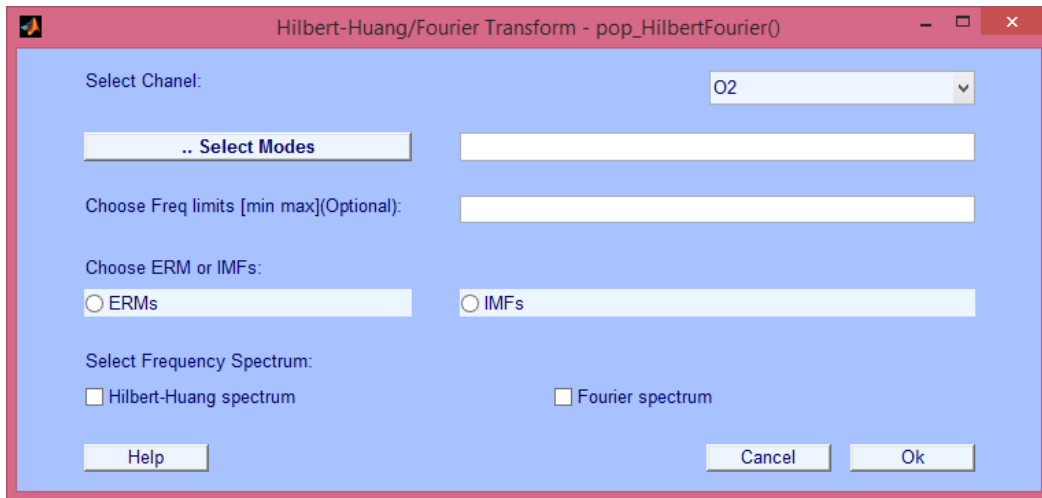 Hilbert-Huang/Fourier Transform - pop_HilbertFourier()
Select Chanel:
O2
.. Select Modes
Choose Freq limits [min max](Optional):
Choose ERM or IMFs:
ERMs
IMFs
Select Frequency Spectrum:
Hilbert-Huang spectrum
Fourier spectrum
Help
Cancel
Ok